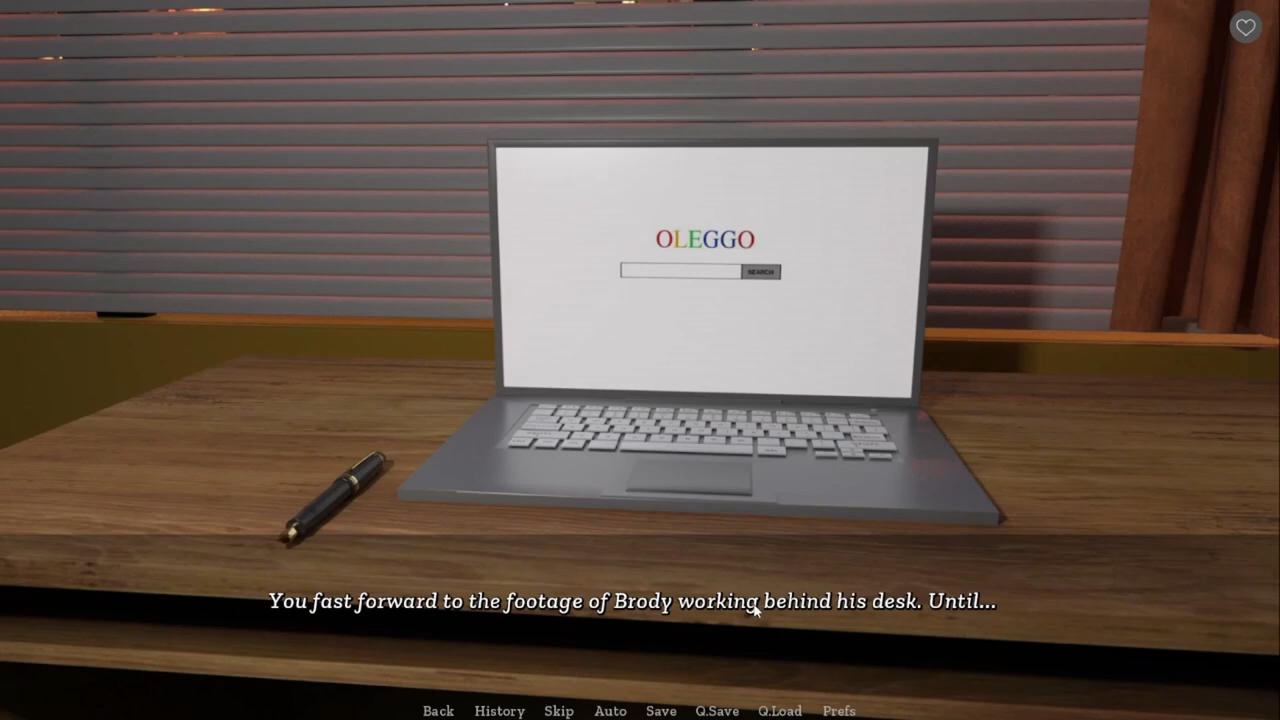 OLEGGO
SEARCH
You fast forward to the footage of Brody working behind his desk. Until...
Back History Skip Auto Save Q.Save Q.Load Prefs